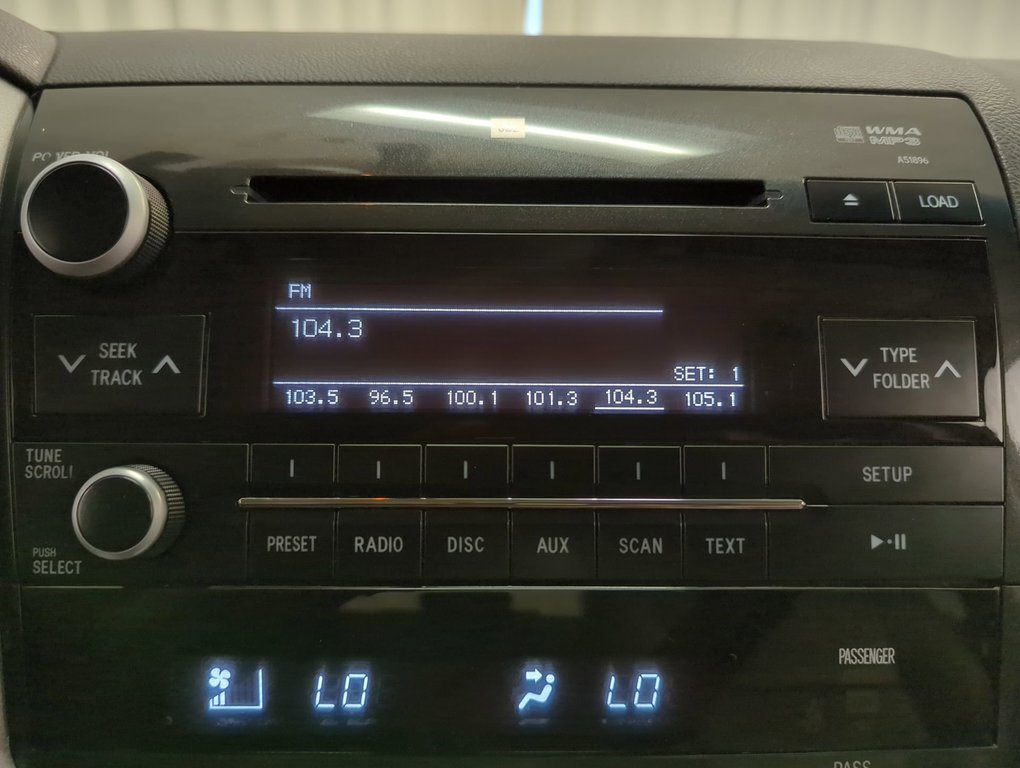 WMA
MP3
A51896
LOAD
FM
104.3
SET: 1
103.5 96.5 100.1 101.3 104.3 105.1
SEEK
TRACK
TYPE
FOLDER
TUNE
SCROLL
SETUP
PUSH
SELECT
PRESET RADIO DISC AUX SCAN TEXT
PASSENGER
LO LO
PASS